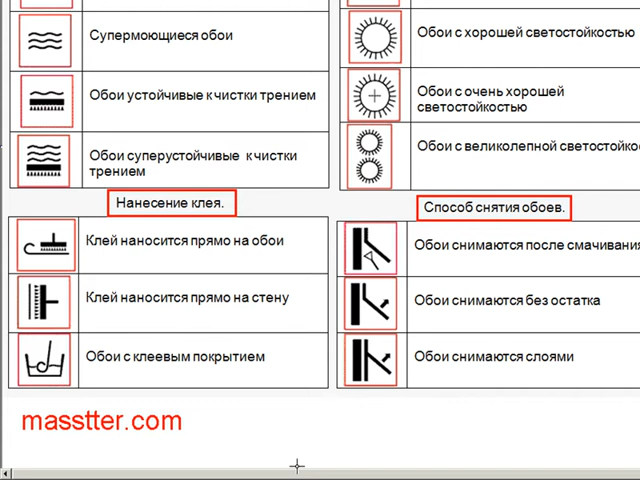 Супермоющиеся обои
Обои устойчивые к чистки трением
Обои суперустойчивые к чистки
трением
Обои с хорошей светостойкостью
Обои с очень хорошей
светостойкостью
Обои с великолепной светостойко
Нанесение клея.
Клей наносится прямо на обои
Клей наносится прямо на стену
Обои с клеевым покрытием
Способ снятия обоев.
Обои снимаются после смачивания
Обои снимаются без остатка
Обои снимаются слоями
masstter.com